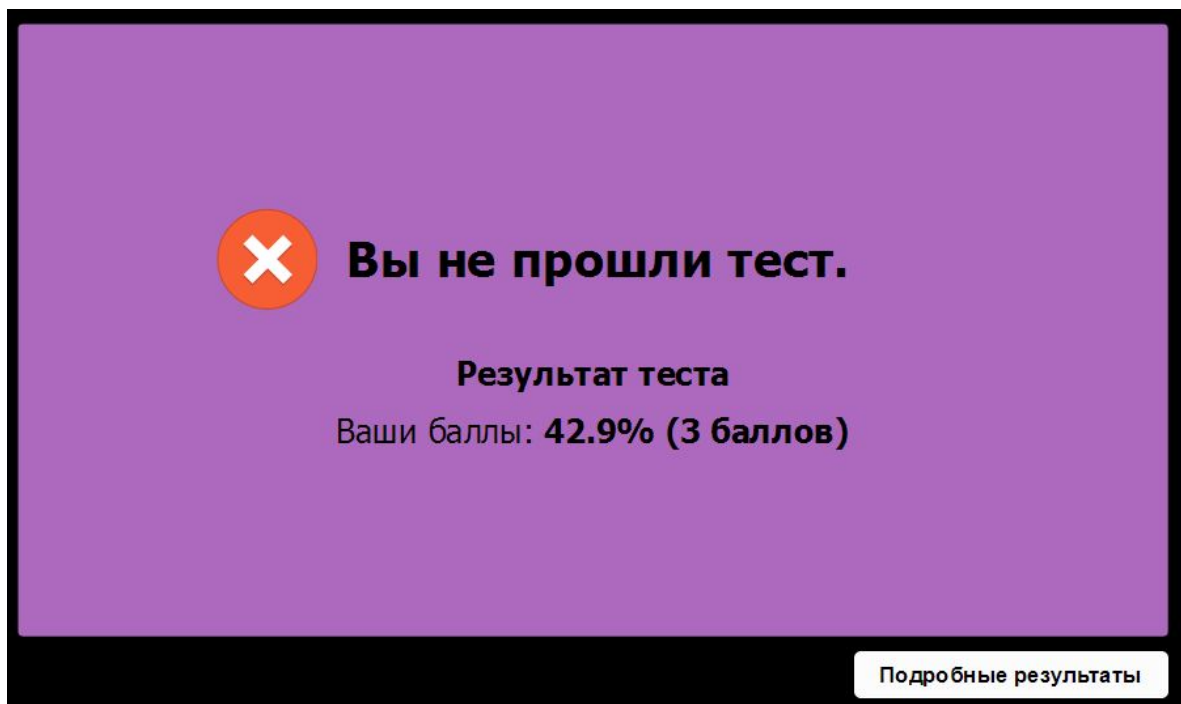 Вы не прошли тест.
Результат теста
Ваши баллы: 42.9% (3 баллов)
Подробные результаты